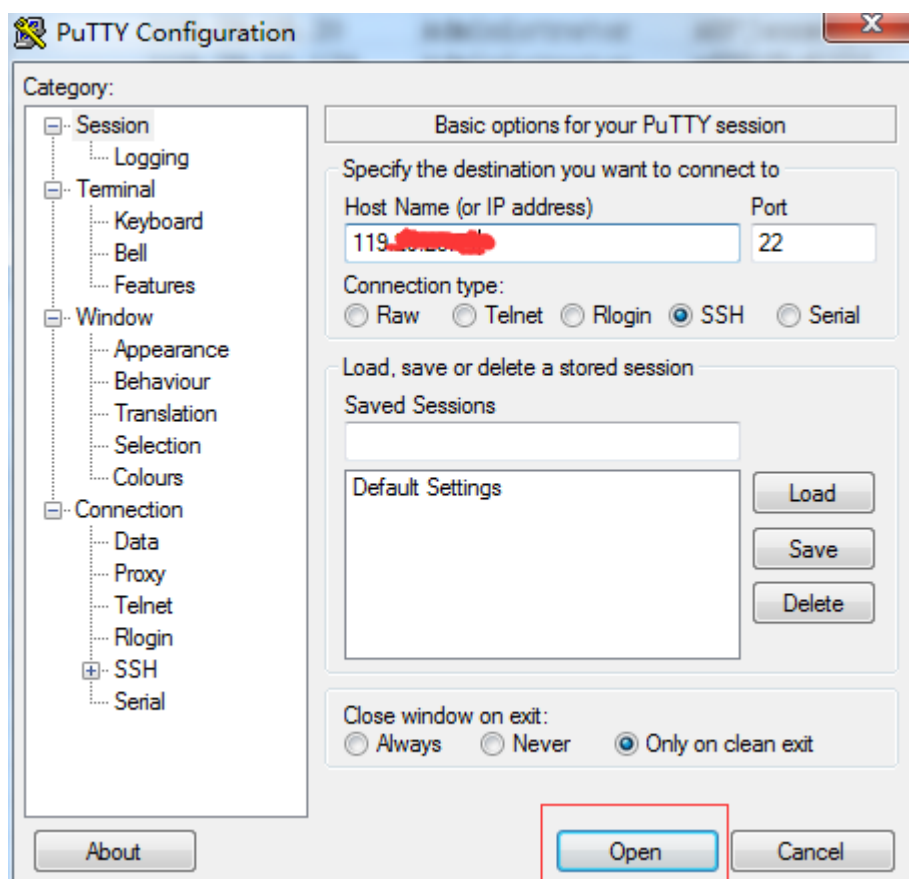 PuTTY Configuration
Category:
Session
Logging
Terminal
Keyboard
Bell
Features
Window
Appearance
Behaviour
Translation
Selection
Colours
Connection
Data
Proxy
Telnet
Rlogin
SSH
Serial
Basic options for your PuTTY session
Specify the destination you want to connect to
Host Name (or IP address) Port
119. 22
Connection type:
Raw Telnet Rlogin SSH Serial
Load, save or delete a stored session
Saved Sessions
Default Settings
Load
Save
Delete
Close window on exit:
Always Never Only on clean exit
About Open Cancel